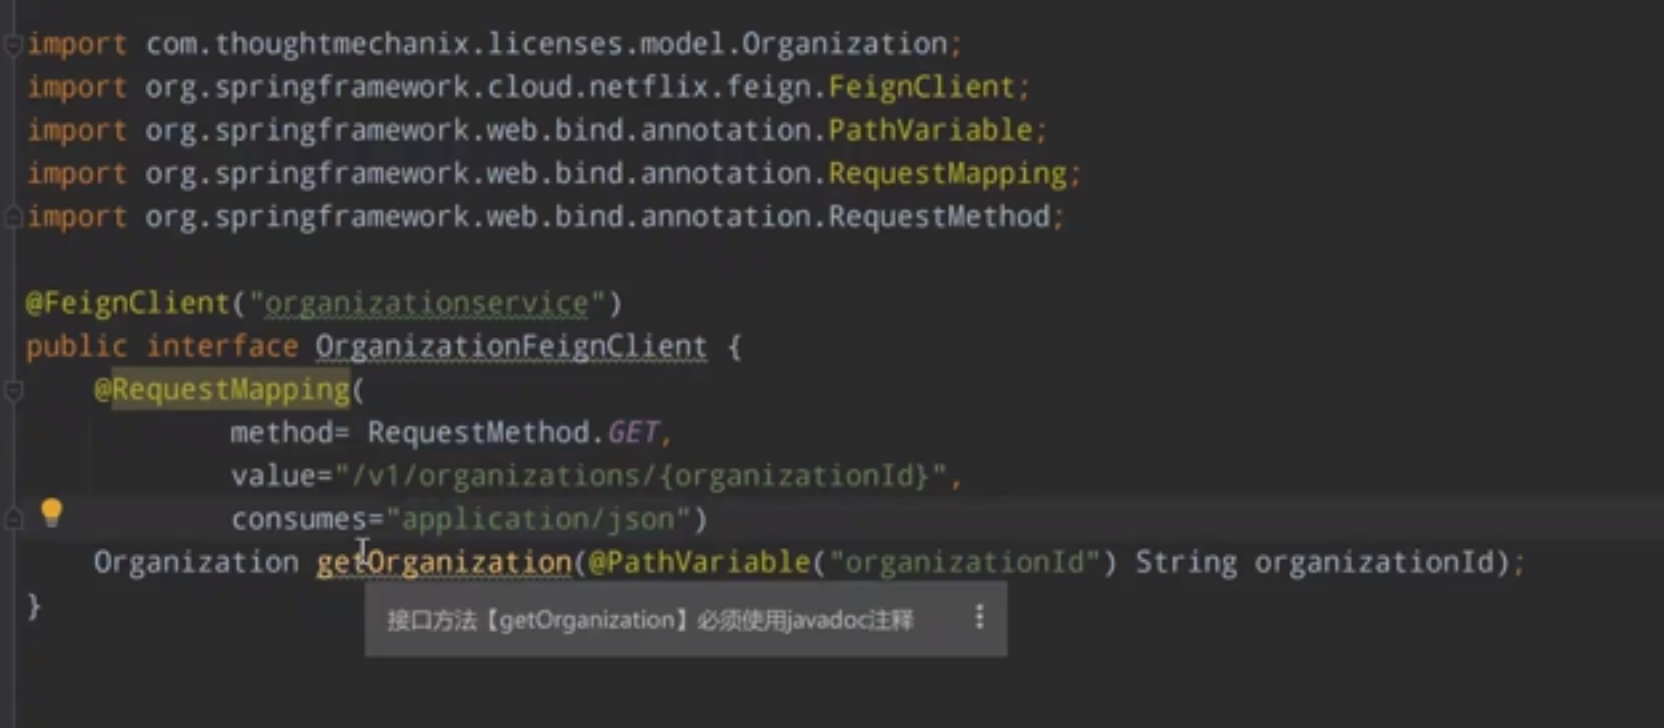 import com.thoughtmechanix.licenses.model.Organization;
import org.springframework.cloud.netflix.feign.FeignClient;
import org.springframework.web.bind.annotation.PathVariable;
import org.springframework.web.bind.annotation.RequestMapping;
import org.springframework.web.bind.annotation.RequestMethod;
@FeignClient("organizationservice")
public interface OrganizationFeignClient {
@RequestMapping(
method= RequestMethod.GET,
value="/v1/organizations/{organizationId}",
consumes="application/json")
Organization getOrganization(@PathVariable("organizationId") String organizationId);
}
接口方法【getOrganization】必须使用javadoc注释